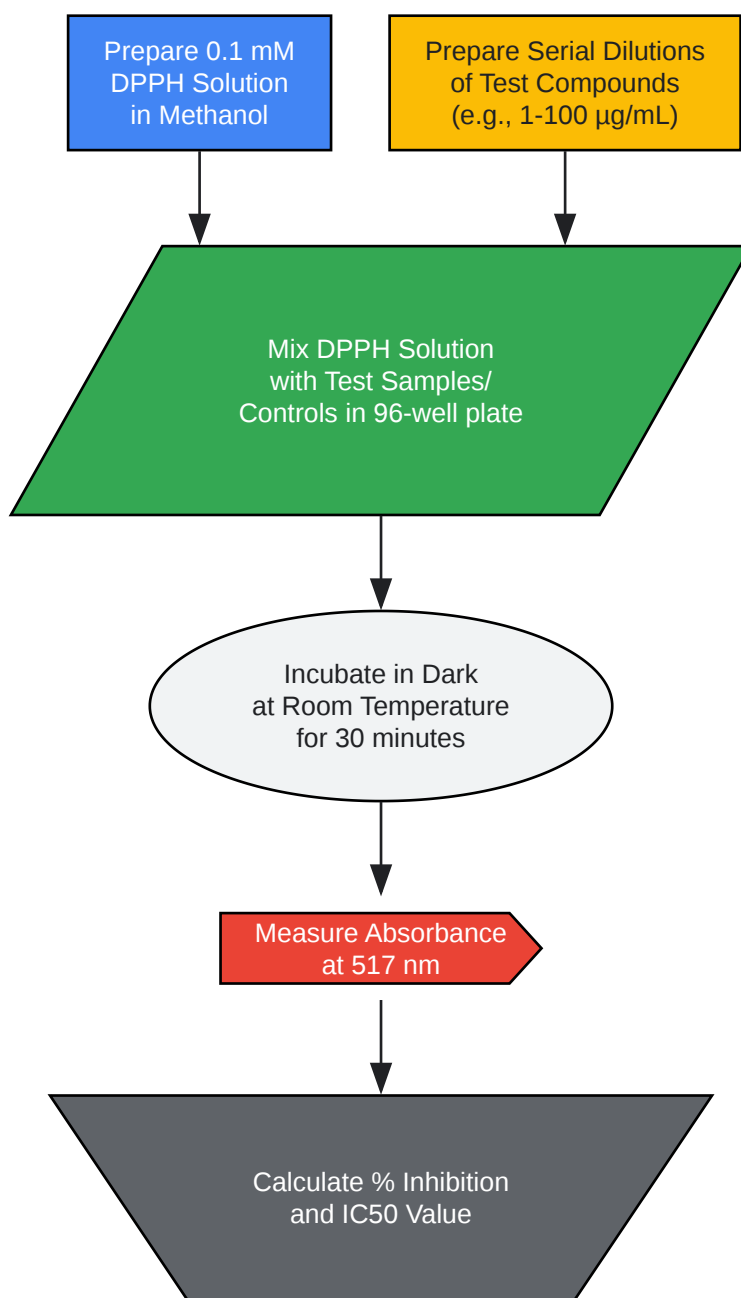 Prepare 0.1 mM
DPPH Solution
in Methanol
Prepare Serial Dilutions
of Test Compounds
(e.g., 1-100 µg/mL)
Mix DPPH Solution
with Test Samples/
Controls in 96-well plate
Incubate in Dark
at Room Temperature
for 30 minutes
Measure Absorbance
at 517 nm
Calculate % Inhibition
and IC50 Value